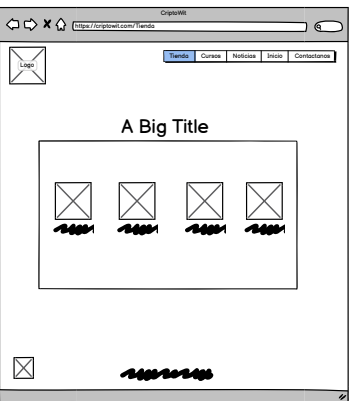 CriptoWit
https://criptowit.com/Tienda
Logo
Tienda Cursos Noticias Inicio Contactanos
A Big Title